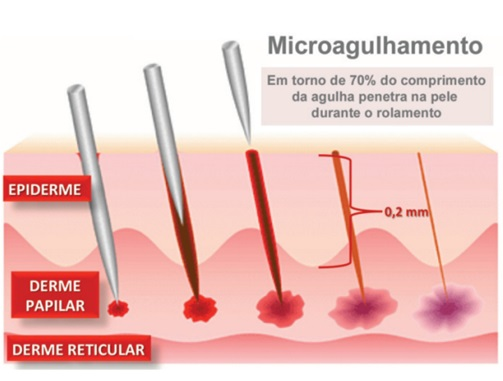 Microagulhamento
Em torno de 70% do comprimento
da agulha penetra na pele
durante o rolamento
EPIDERME
0,2 mm
DERME
PAPILAR
DERME RETICULAR